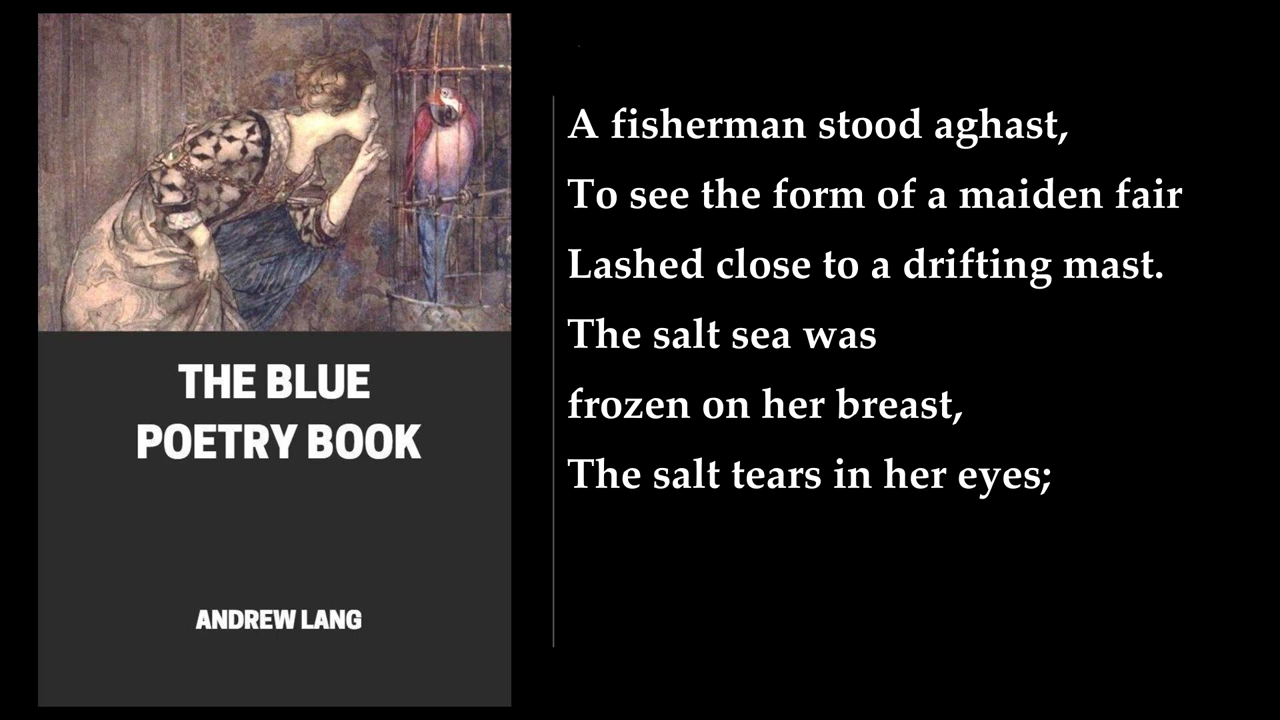 THE BLUE
POETRY BOOK
ANDREW LANG
A fisherman stood aghast,
To see the form of a maiden fair
Lashed close to a drifting mast.
The salt sea was
frozen on her breast,
The salt tears in her eyes;